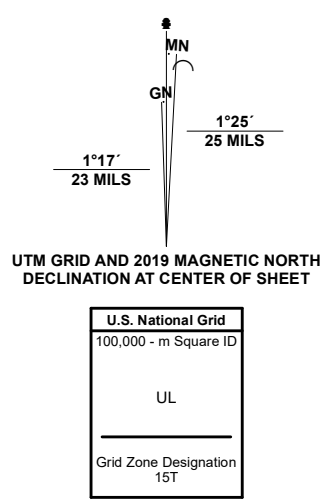 MN
GN
1°25´
25 MILS
1°17´
23 MILS
UTM GRID AND 2019 MAGNETIC NORTH
DECLINATION AT CENTER OF SHEET
U.S. National Grid
100,000 - m Square ID
UL
Grid Zone Designation
15T